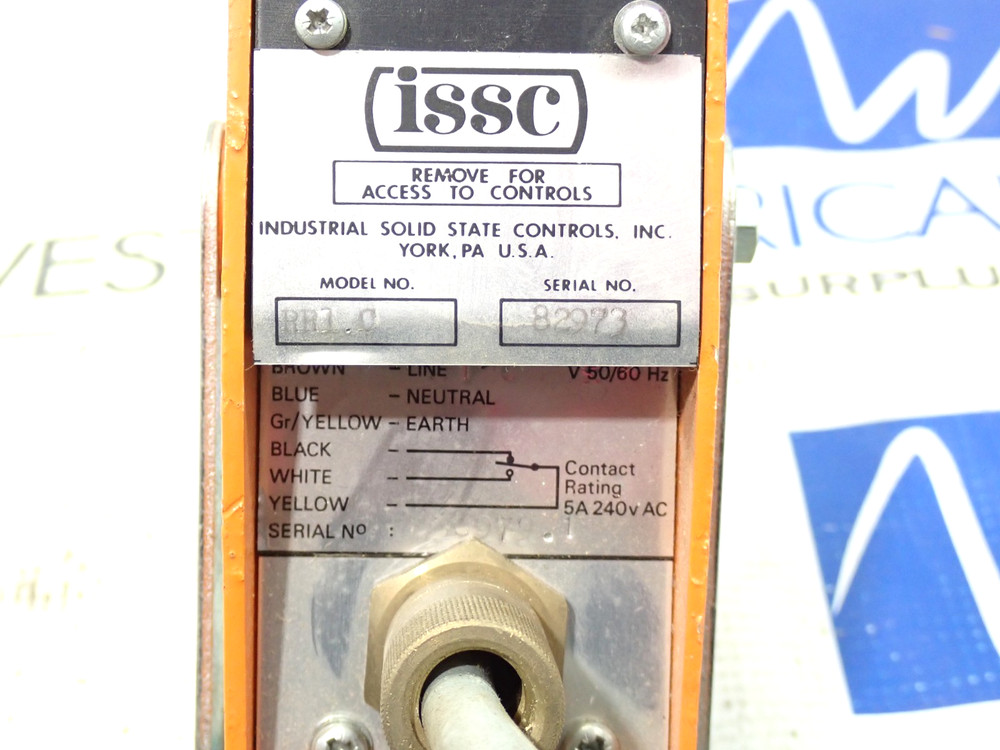 issc
REMOVE FOR
ACCESS TO CONTROLS
INDUSTRIAL SOLID STATE CONTROLS, INC.
YORK, PA U.S.A.
MODEL NO. SERIAL NO.
82973
BROWN - LINE V 50/60 Hz
BLUE - NEUTRAL
Gr/YELLOW - EARTH
BLACK -
WHITE - Contact
Rating
YELLOW - 5A 240v AC
SERIAL Nº :
SURPLU